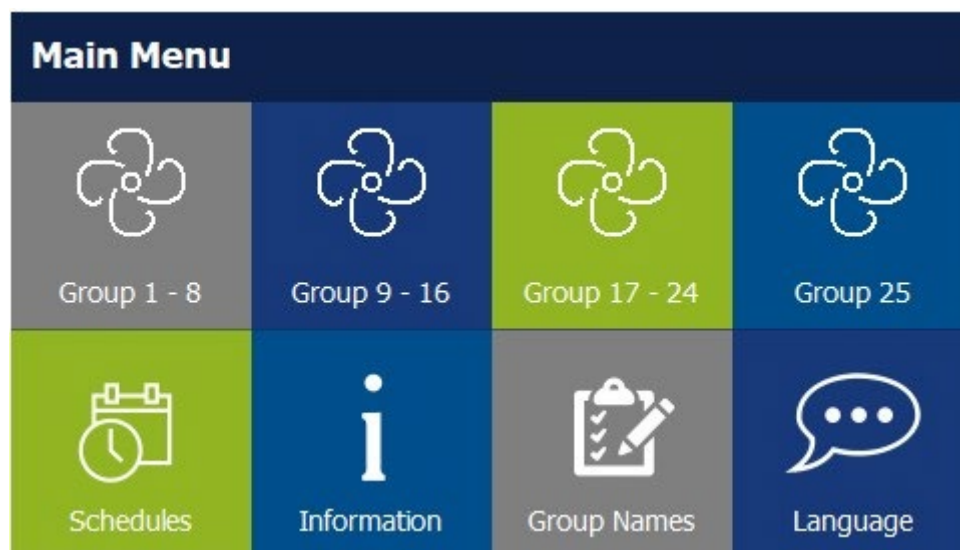 Main Menu
Group 1 - 8
Group 9 - 16
Group 17 - 24
Group 25
Schedules
Information
Group Names
Language